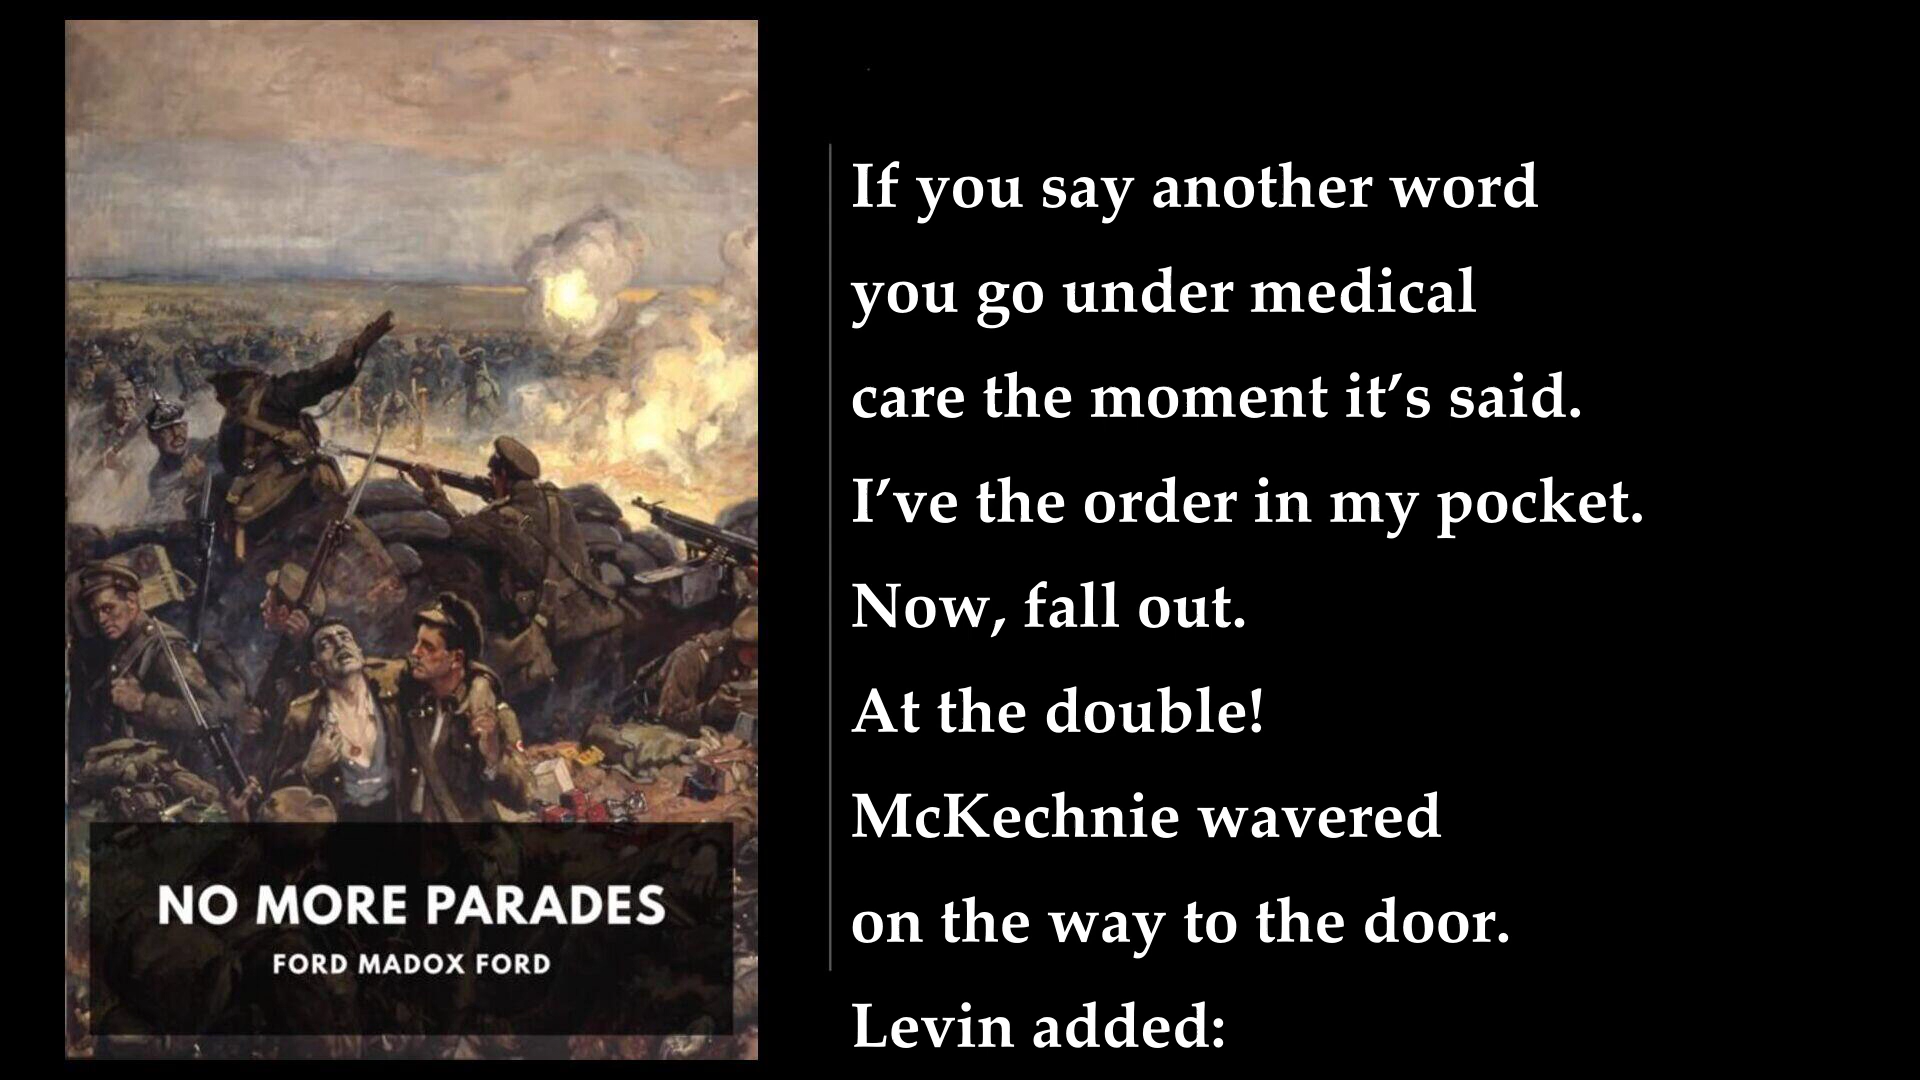 NO MORE PARADES
FORD MADOX FORD
If you say another word
you go under medical
care the moment it’s said.
I’ve the order in my pocket.
Now, fall out.
At the double!
McKechnie wavered
on the way to the door.
Levin added: